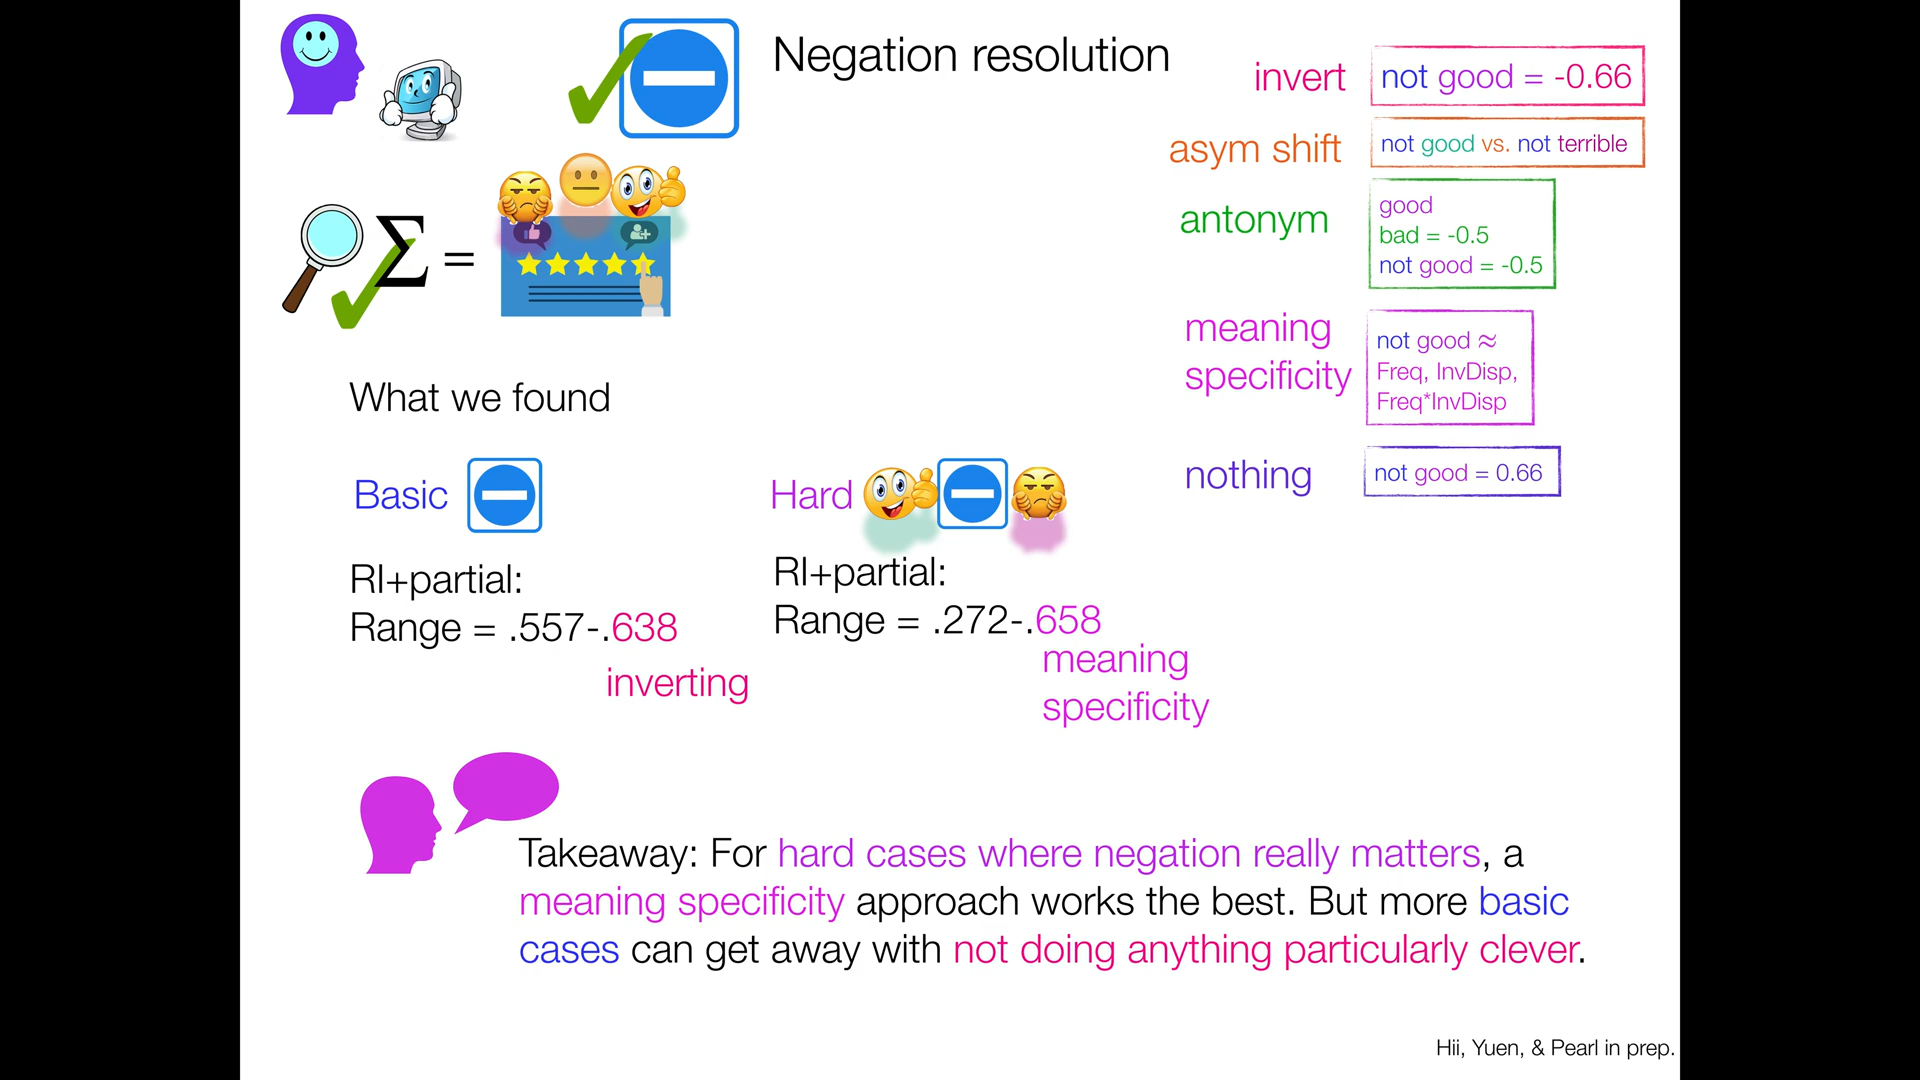 Negation resolution
invert
not good = -0.66
asym shift
not good vs. not terrible
antonym
good
bad = -0.5
not good = -0.5
meaning
specificity
not good ≈
Freq, InvDisp,
Freq*InvDisp
nothing
not good = 0.66
Σ =
What we found
Basic
RI+partial:
Range = .557-.638
inverting
Hard
RI+partial:
Range = .272-.658
meaning
specificity
Takeaway: For hard cases where negation really matters, a
meaning specificity approach works the best. But more basic
cases can get away with not doing anything particularly clever.
Hii, Yuen, & Pearl in prep.